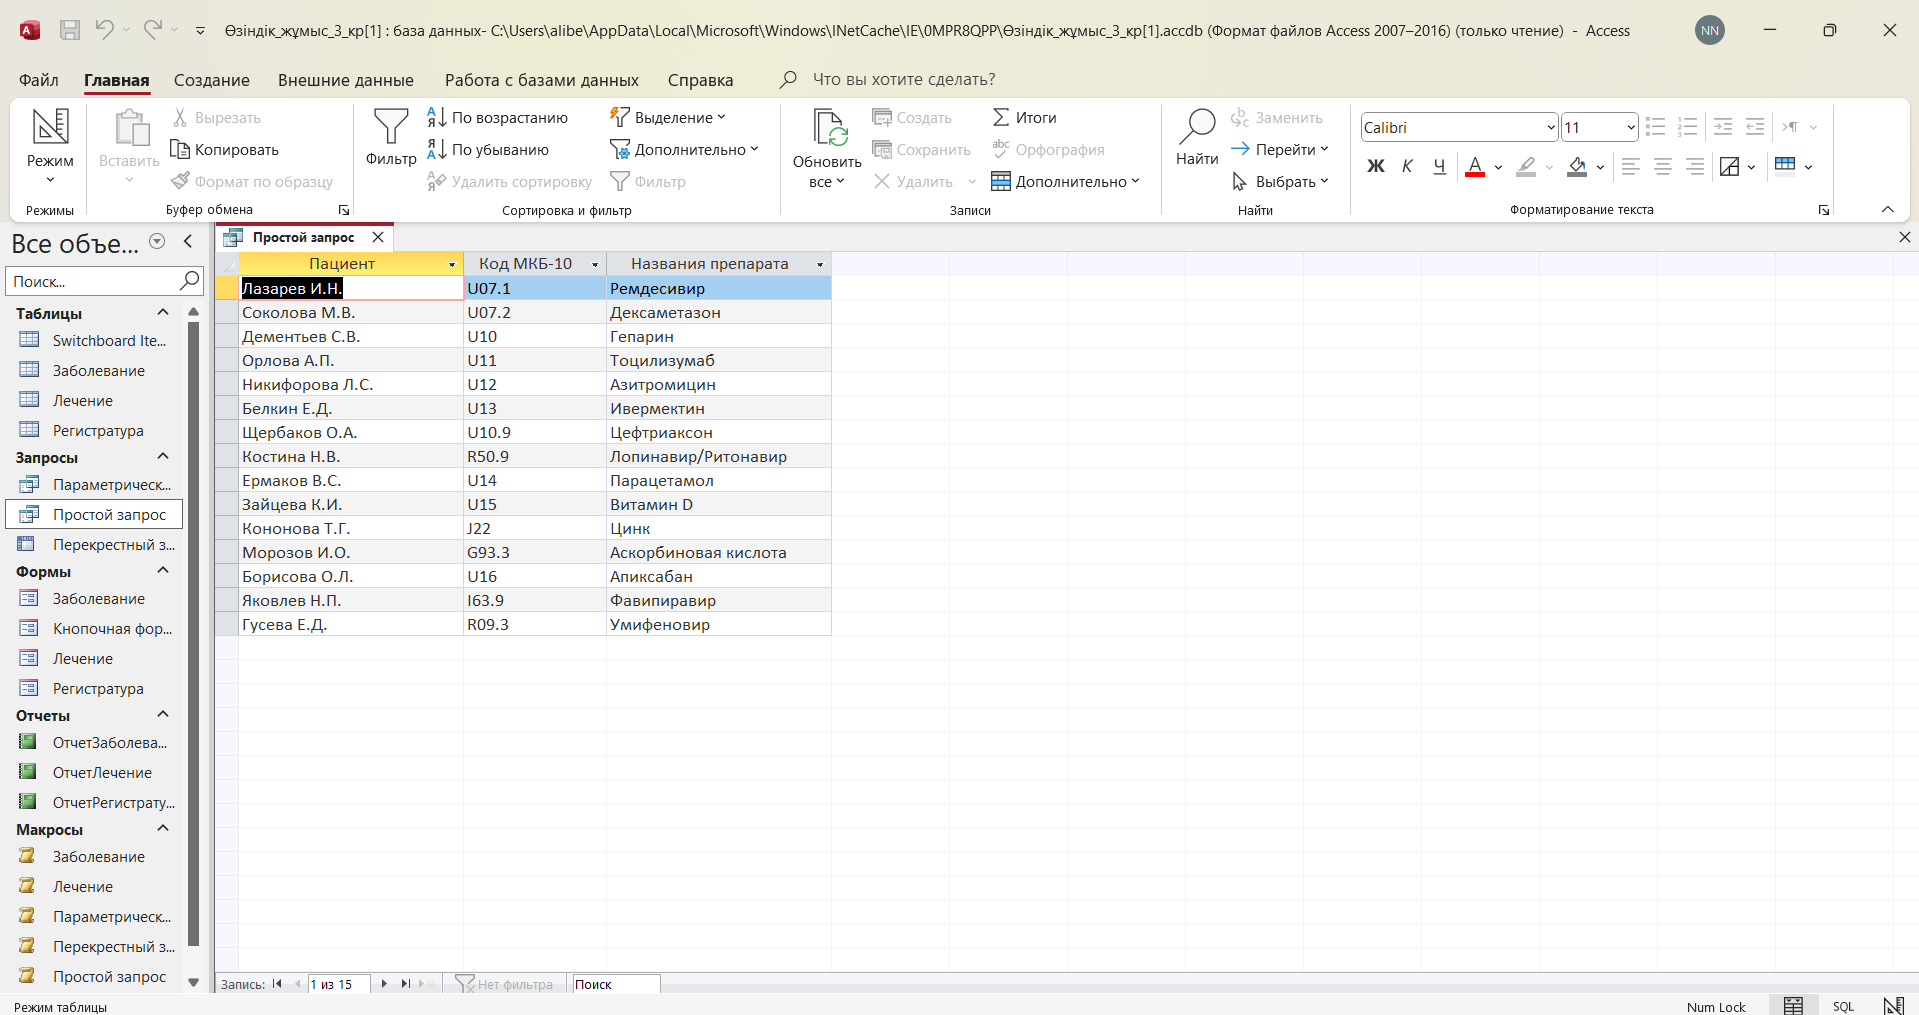 Өзіндік_жұмыс_3_кр[1] : база данных- C:\Users\alibe\AppData\Local\Microsoft\Windows\INetCache\IE\0MPR8QPP\Өзіндік_жұмыс_3_кр[1].accdb (Формат файлов Access 2007–2016) (только чтение) - Access
NN
Файл Главная Создание Внешние данные Работа с базами данных Справка Что вы хотите сделать?
Режим
Режимы
Вставить
Вырезать
Копировать
Формат по образцу
Буфер обмена
Фильтр
По возрастанию
По убыванию
Удалить сортировку
Выделение
Дополнительно
Фильтр
Сортировка и фильтр
Обновить
все
Создать
Сохранить
Удалить
Итоги
Орфография
Дополнительно
Записи
Найти
Заменить
Перейти
Выбрать
Найти
Calibri 11
Ж К Ч А
Форматирование текста
Все объе...
Поиск...
Таблицы
Switchboard Ite...
Заболевание
Лечение
Регистратура
Запросы
Параметрическ...
Простой запрос
Перекрестный з...
Формы
Заболевание
Кнопочная фор...
Лечение
Регистратура
Отчеты
ОтчетЗаболева...
ОтчетЛечение
ОтчетРегистрату...
Макросы
Заболевание
Лечение
Параметрическ...
Перекрестный з...
Простой запрос
Простой запрос
Пациент Код МКБ-10 Названия препарата
Лазарев И.Н. U07.1 Ремдесивир
Соколова М.В. U07.2 Дексаметазон
Дементьев С.В. U10 Гепарин
Орлова А.П. U11 Тоцилизумаб
Никифорова Л.С. U12 Азитромицин
Белкин Е.Д. U13 Ивермектин
Щербаков О.А. U10.9 Цефтриаксон
Костина Н.В. R50.9 Лопинавир/Ритонавир
Ермаков В.С. U14 Парацетамол
Зайцева К.И. U15 Витамин D
Кононова Т.Г. J22 Цинк
Морозов И.О. G93.3 Аскорбиновая кислота
Борисова О.Л. U16 Апиксабан
Яковлев Н.П. I63.9 Фавипиравир
Гусева Е.Д. R09.3 Умифеновир
Запись: 1 из 15 Нет фильтра Поиск
Режим таблицы
Num Lock SQL